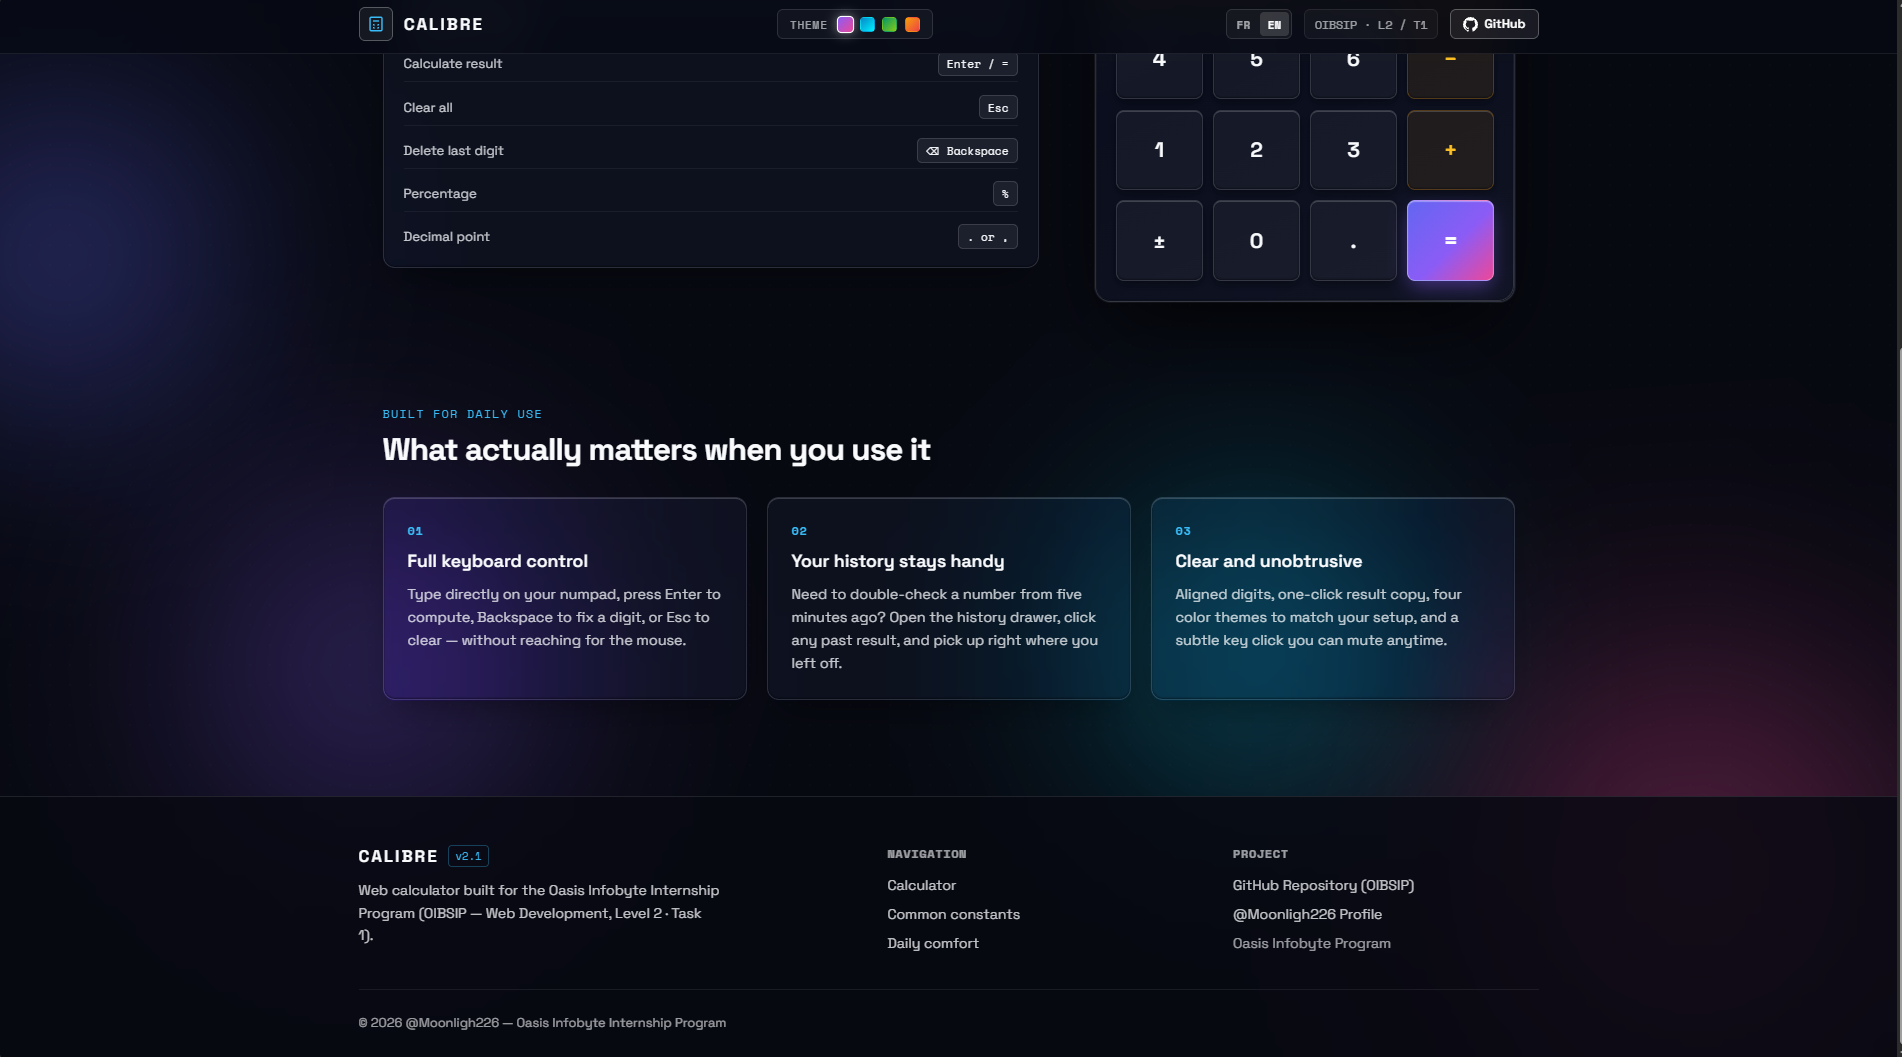 CALIBRE
THEME
FR EN
OIBSIP · L2 / T1
GitHub
Calculate result
Enter / =
Clear all
Esc
Delete last digit
⌫ Backspace
Percentage
%
Decimal point
. or ,
4 5 6 −
1 2 3 +
± 0 . =
BUILT FOR DAILY USE
What actually matters when you use it
01
Full keyboard control
Type directly on your numpad, press Enter to
compute, Backspace to fix a digit, or Esc to
clear — without reaching for the mouse.
02
Your history stays handy
Need to double-check a number from five
minutes ago? Open the history drawer, click
any past result, and pick up right where you
left off.
03
Clear and unobtrusive
Aligned digits, one-click result copy, four
color themes to match your setup, and a
subtle key click you can mute anytime.
CALIBRE v2.1
Web calculator built for the Oasis Infobyte Internship
Program (OIBSIP — Web Development, Level 2 · Task
1).
NAVIGATION
Calculator
Common constants
Daily comfort
PROJECT
GitHub Repository (OIBSIP)
@Moonligh226 Profile
Oasis Infobyte Program
© 2026 @Moonligh226 — Oasis Infobyte Internship Program